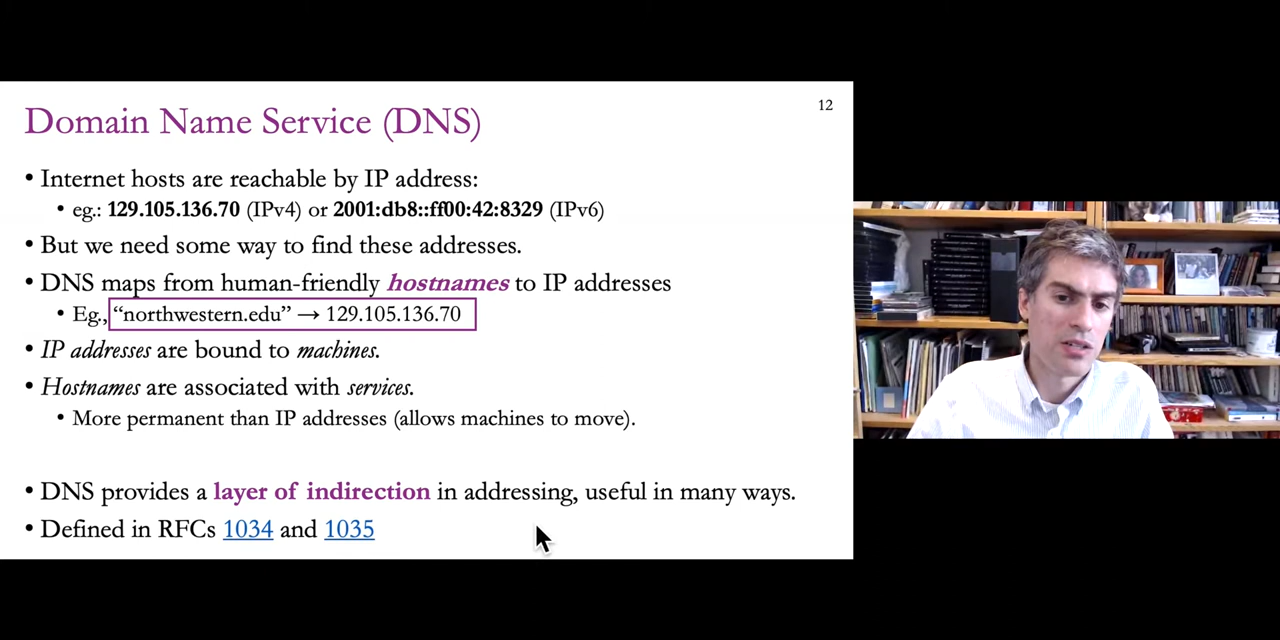 12
Domain Name Service (DNS)
• Internet hosts are reachable by IP address:
• eg.: 129.105.136.70 (IPv4) or 2001:db8::ff00:42:8329 (IPv6)
• But we need some way to find these addresses.
• DNS maps from human-friendly hostnames to IP addresses
• Eg., “northwestern.edu” → 129.105.136.70
• IP addresses are bound to machines.
• Hostnames are associated with services.
• More permanent than IP addresses (allows machines to move).
• DNS provides a layer of indirection in addressing, useful in many ways.
• Defined in RFCs 1034 and 1035